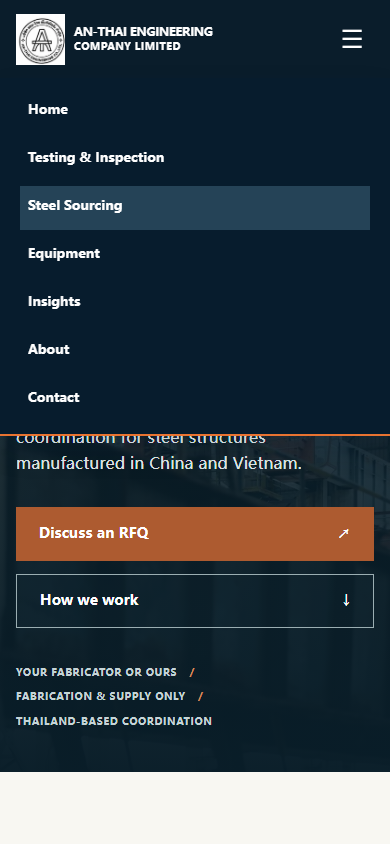 AN-THAI ENGINEERING
COMPANY LIMITED
☰
Home
Testing & Inspection
Steel Sourcing
Equipment
Insights
About
Contact
coordination for steel structures
manufactured in China and Vietnam.
Discuss an RFQ ↗
How we work ↓
YOUR FABRICATOR OR OURS /
FABRICATION & SUPPLY ONLY /
THAILAND-BASED COORDINATION